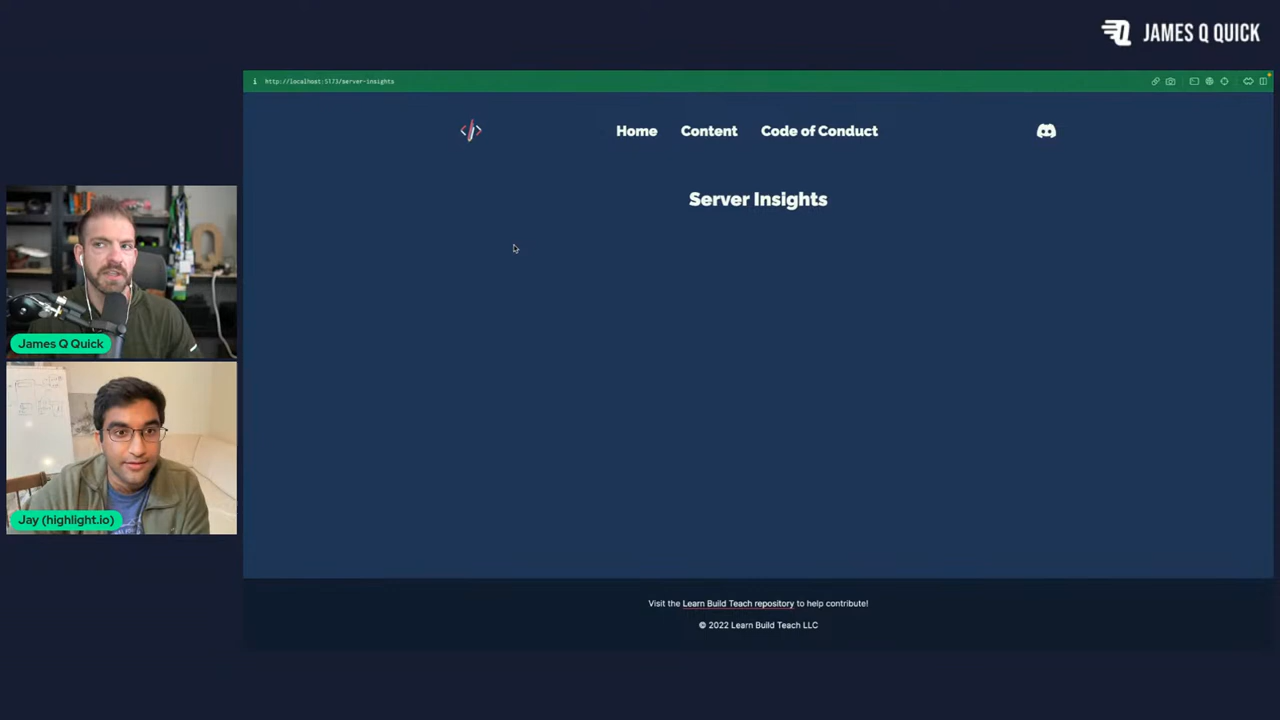 JAMES Q QUICK
http://localhost:5173/server-insights
Home Content Code of Conduct
Server Insights
James Q Quick
Jay (highlight.io)
Visit the Learn Build Teach repository to help contribute!
© 2022 Learn Build Teach LLC